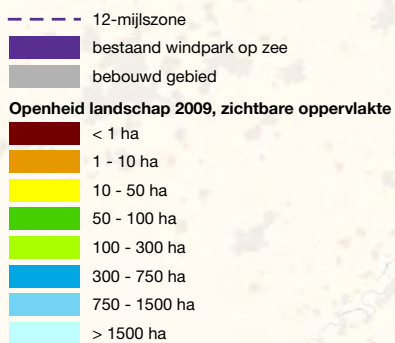 12-mijlszone
bestaand windpark op zee
bebouwd gebied
Openheid landschap 2009, zichtbare oppervlakte
< 1 ha
1 - 10 ha
10 - 50 ha
50 - 100 ha
100 - 300 ha
300 - 750 ha
750 - 1500 ha
> 1500 ha